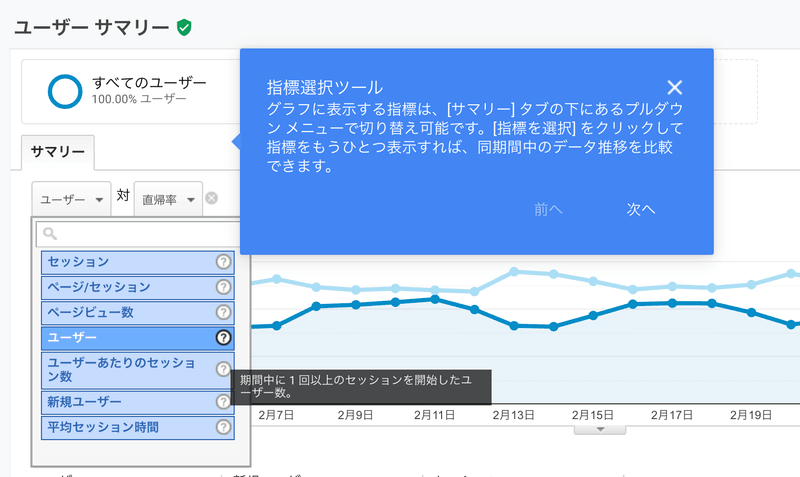 ユーザー サマリー
すべてのユーザー
100.00% ユーザー
指標選択ツール
グラフに表示する指標は、[サマリー] タブの下にあるプルダウ
ン メニューで切り替え可能です。[指標を選択] をクリックして
指標をもうひとつ表示すれば、同期間中のデータ推移を比較
できます。
前へ
次へ
サマリー
ユーザー
対
直帰率
セッション
ページ/セッション
ページビュー数
ユーザー
ユーザーあたりのセッショ
ン数
新規ユーザー
平均セッション時間
期間中に 1 回以上のセッションを開始したユ
ーザー数。
2月7日
2月9日
2月11日
2月13日
2月15日
2月17日
2月19日